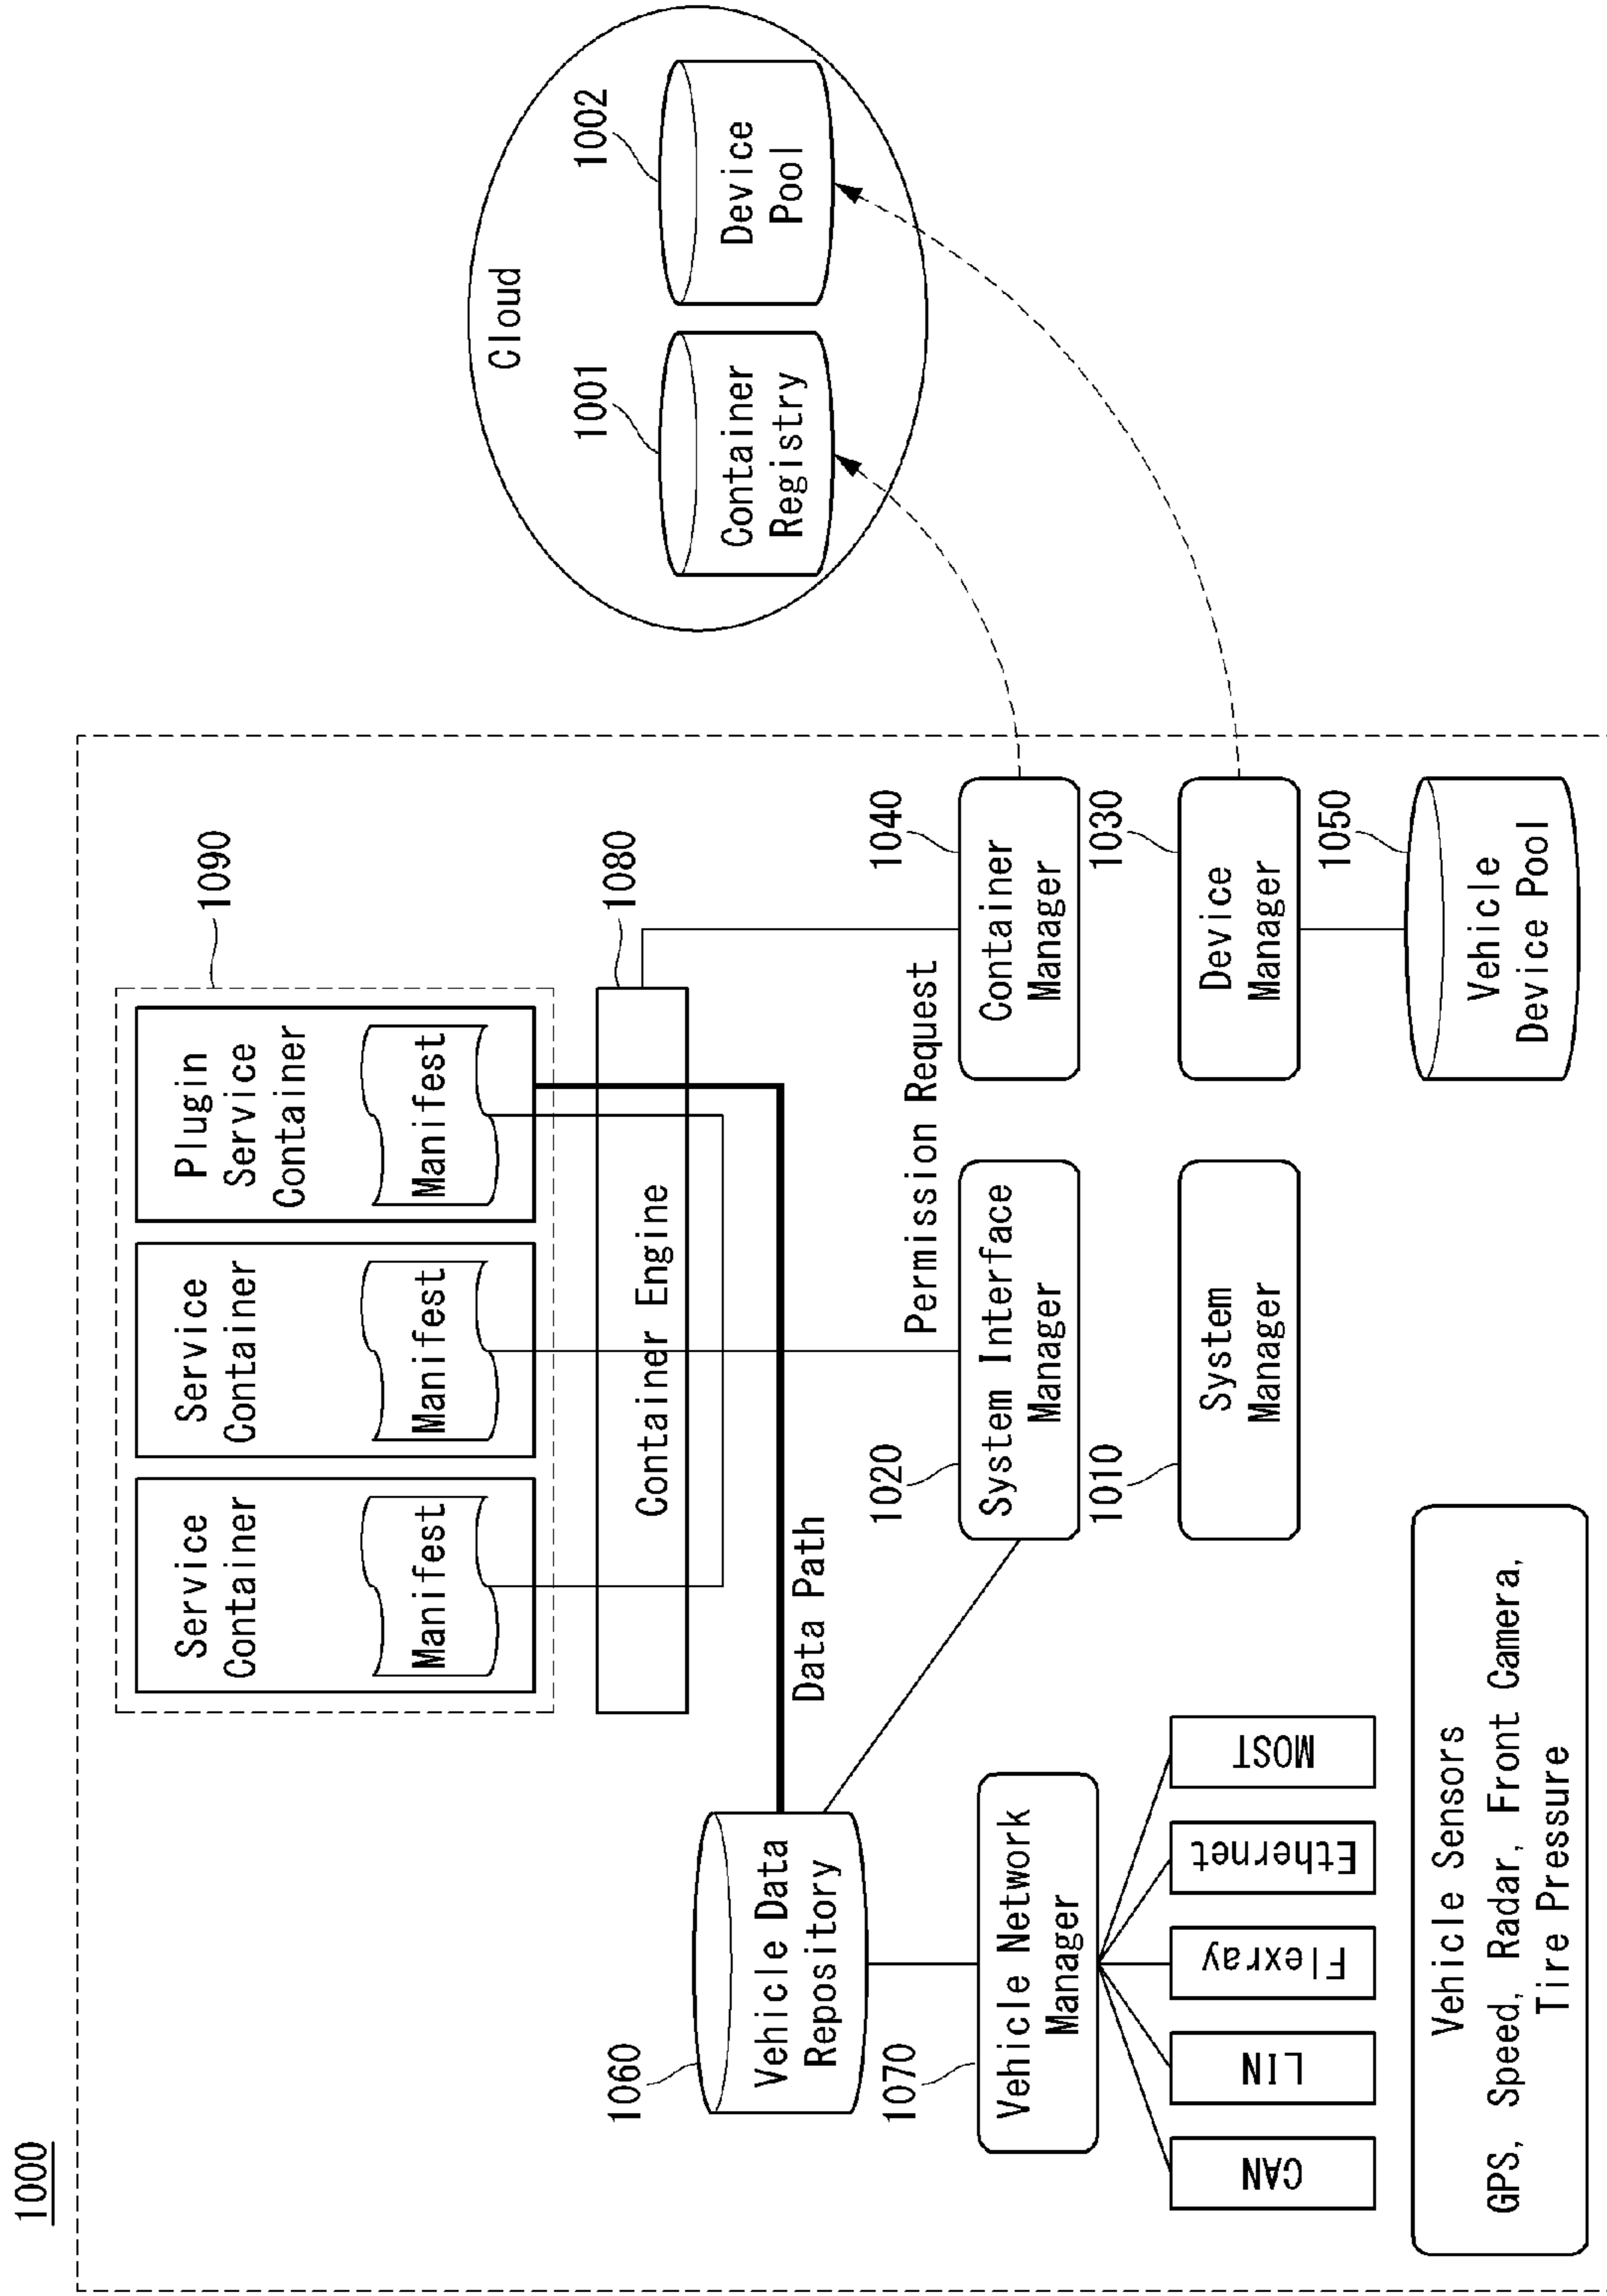 1000
1090
Service
Container
Manifest
Service
Container
Manifest
Plugin
Service
Container
Manifest
1080
Container Engine
Cloud
1001
Container
Registry
1002
Device
Pool
1060
Vehicle Data
Repository
Data Path
Permission Request
1070
Vehicle Network
Manager
1020
System Interface
Manager
1040
Container
Manager
1010
System
Manager
1030
Device
Manager
CAN
LIN
Flexray
Ethernet
MOST
1050
Vehicle
Device Pool
Vehicle Sensors
GPS, Speed, Radar, Front Camera,
Tire Pressure